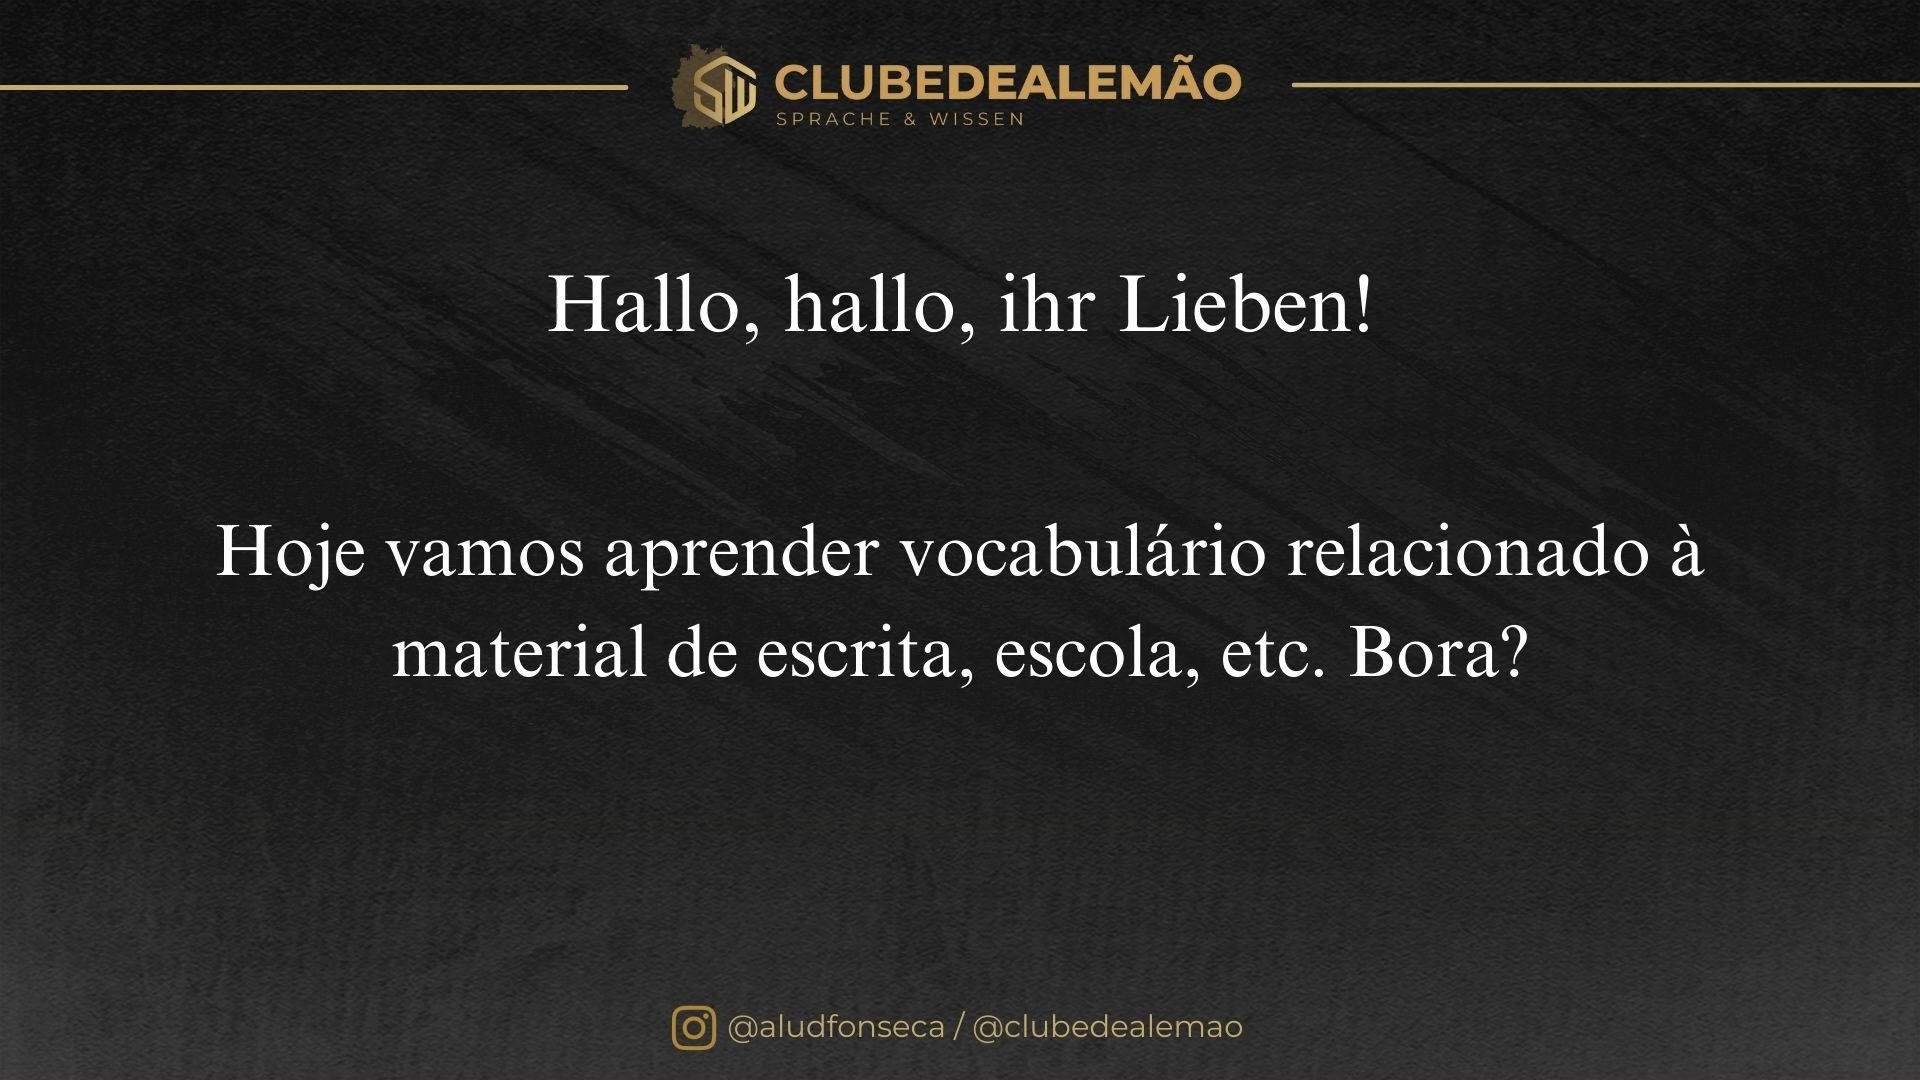 CLUBEDEALEMÃO
SPRACHE & WISSEN
Hallo, hallo, ihr Lieben!
Hoje vamos aprender vocabulário relacionado à
material de escrita, escola, etc. Bora?
@aludfonseca / @clubedealemao